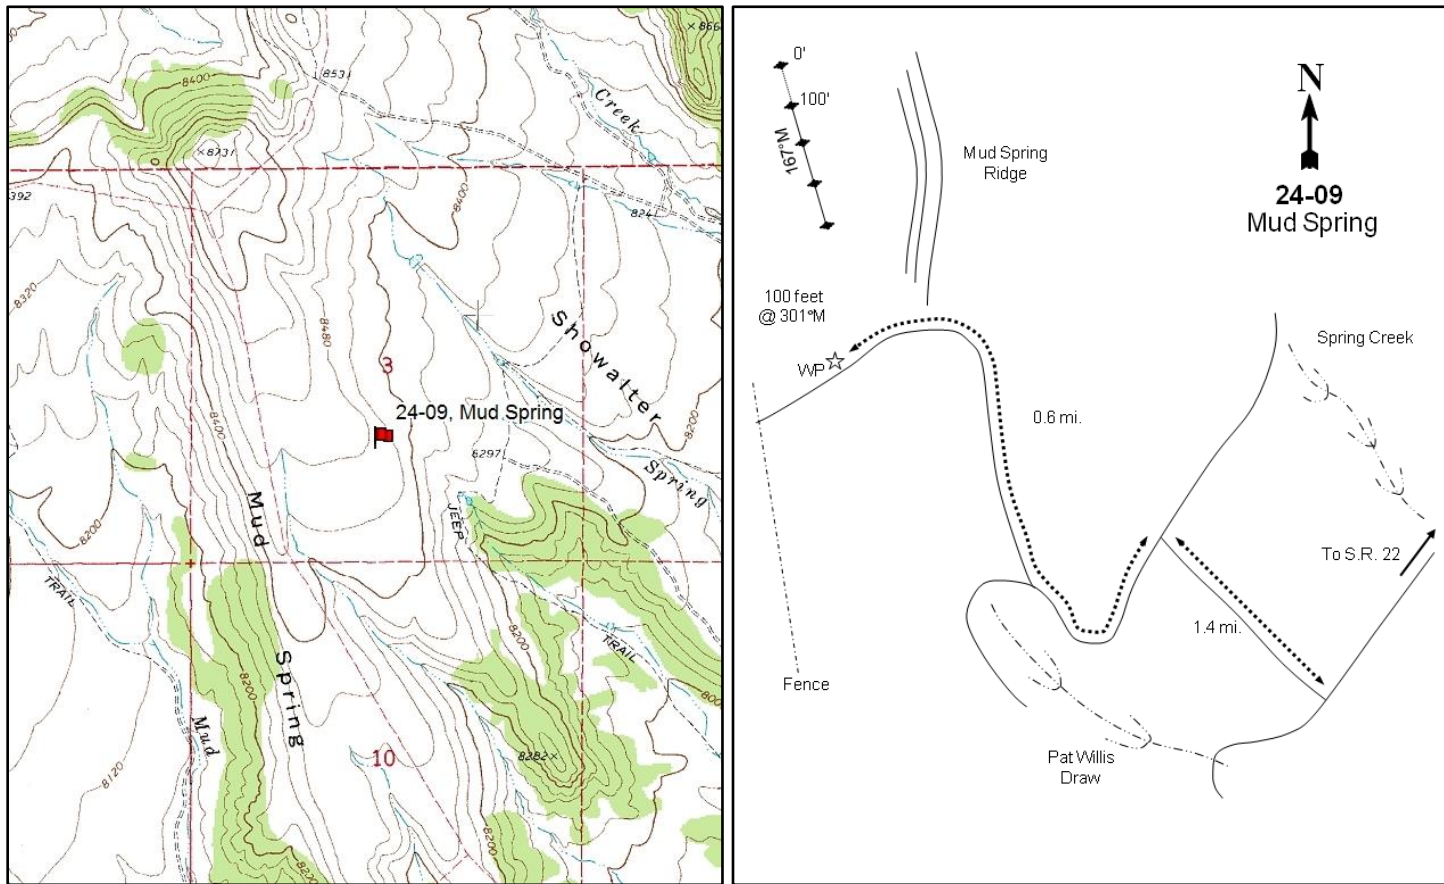 8400
8531
× 8664
Creek
×8731
8392
8400
8241
8320
8480
Showalter
3
24-09, Mud Spring
8200
8400
6297
Spring
Mud
JEEP
8200
TRAIL
8200
TRAIL
Spring
8200
800
Mud
10
8282×
8120
8200
8200
0'
100'
167°M
Mud Spring
Ridge
N
24-09
Mud Spring
100 feet
@ 301°M
WP
Spring Creek
0.6 mi.
To S.R. 22
1.4 mi.
Fence
Pat Willis
Draw